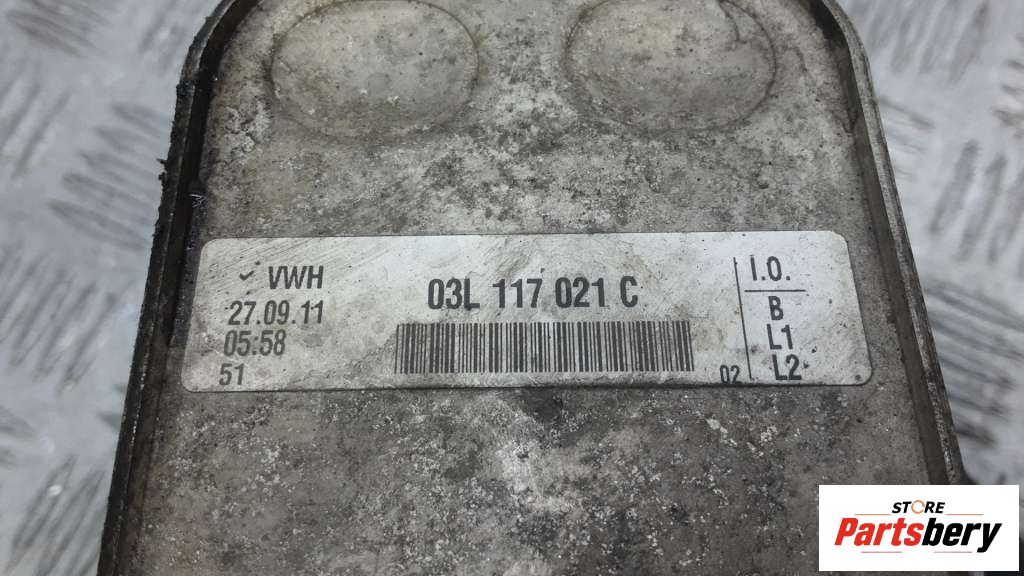 ✓ VWH
27.09.11
05:58
51
03L 117 021 C
02
I.O.
B
L1
L2
STORE
Partsbery